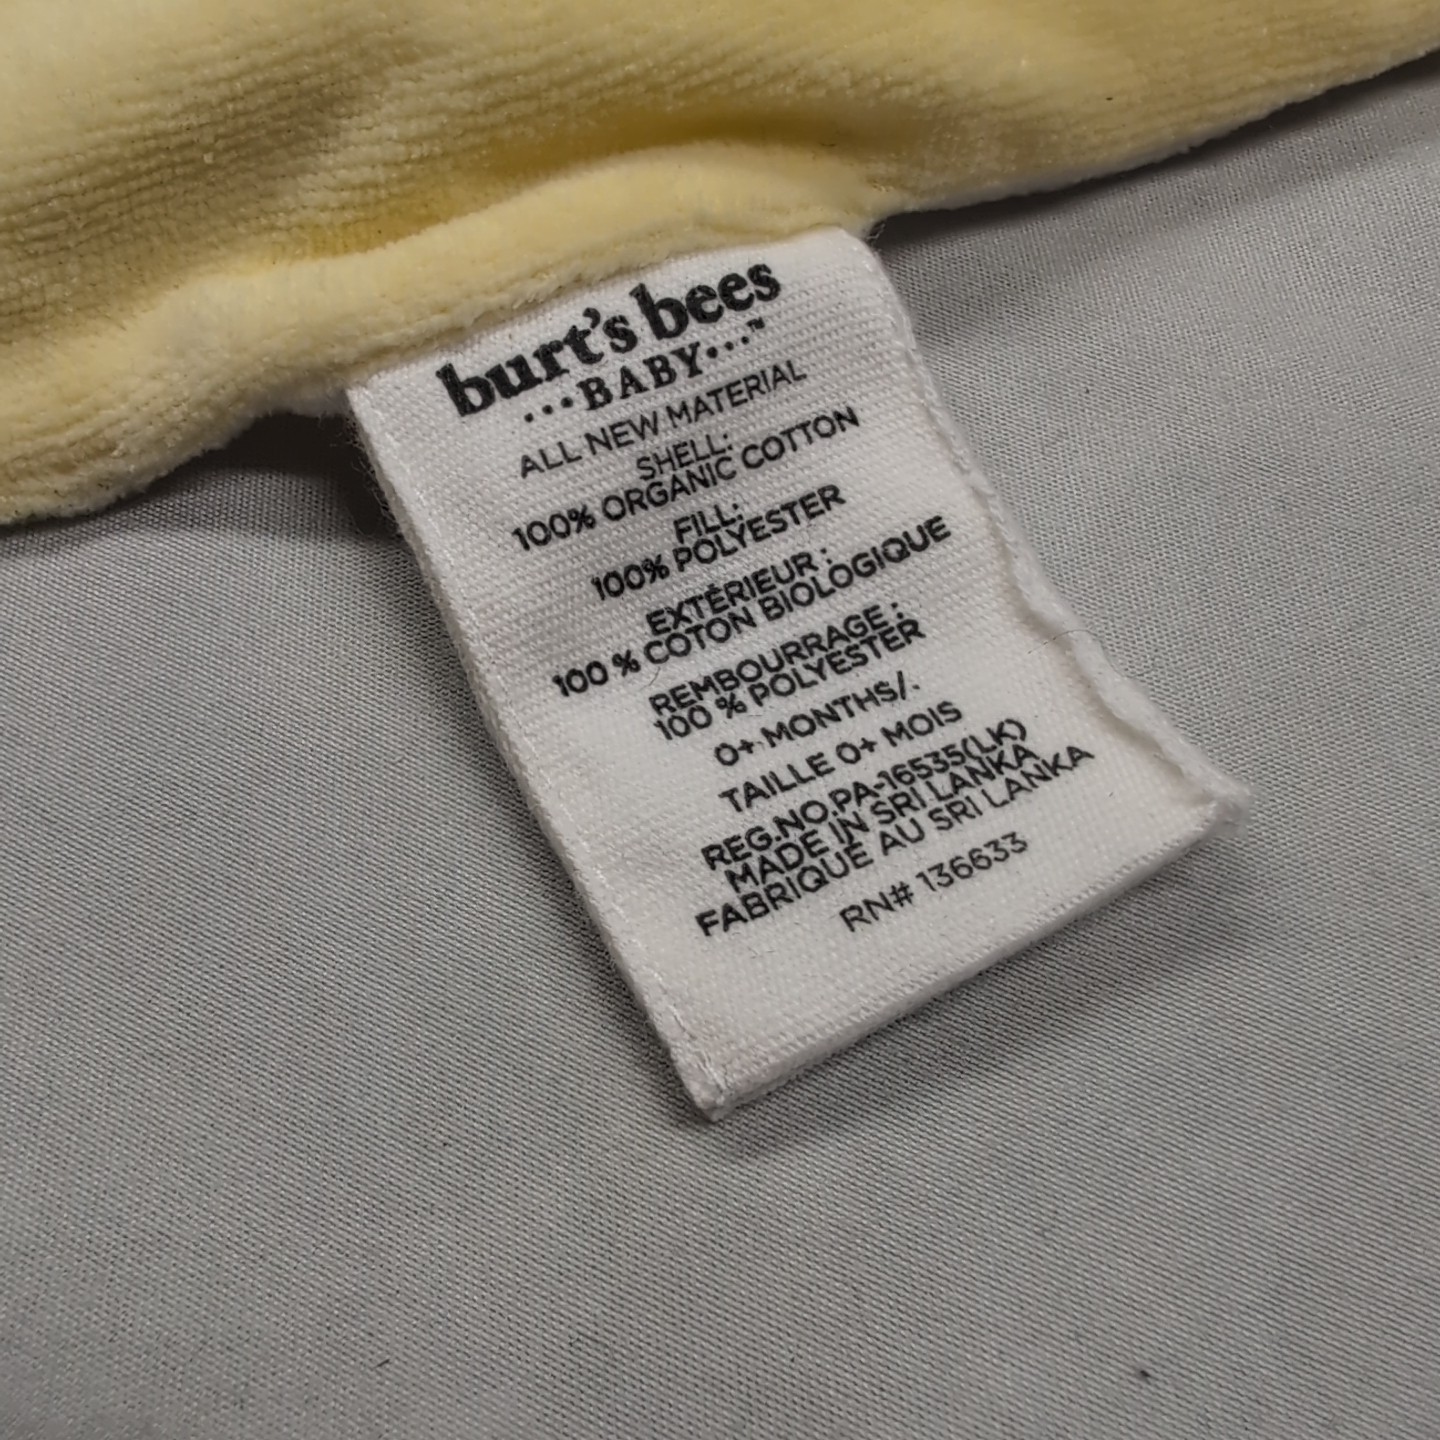 burt's bees
...BABY...™
ALL NEW MATERIAL
SHELL:
100% ORGANIC COTTON
FILL:
100% POLYESTER
EXTÉRIEUR :
100 % COTON BIOLOGIQUE
REMBOURRAGE :
100 % POLYESTER
0+ MONTHS/.
TAILLE 0+ MOIS
REG.NO.PA-16535(LK)
MADE IN SRI LANKA
FABRIQUÉ AU SRI LANKA
RN# 136633